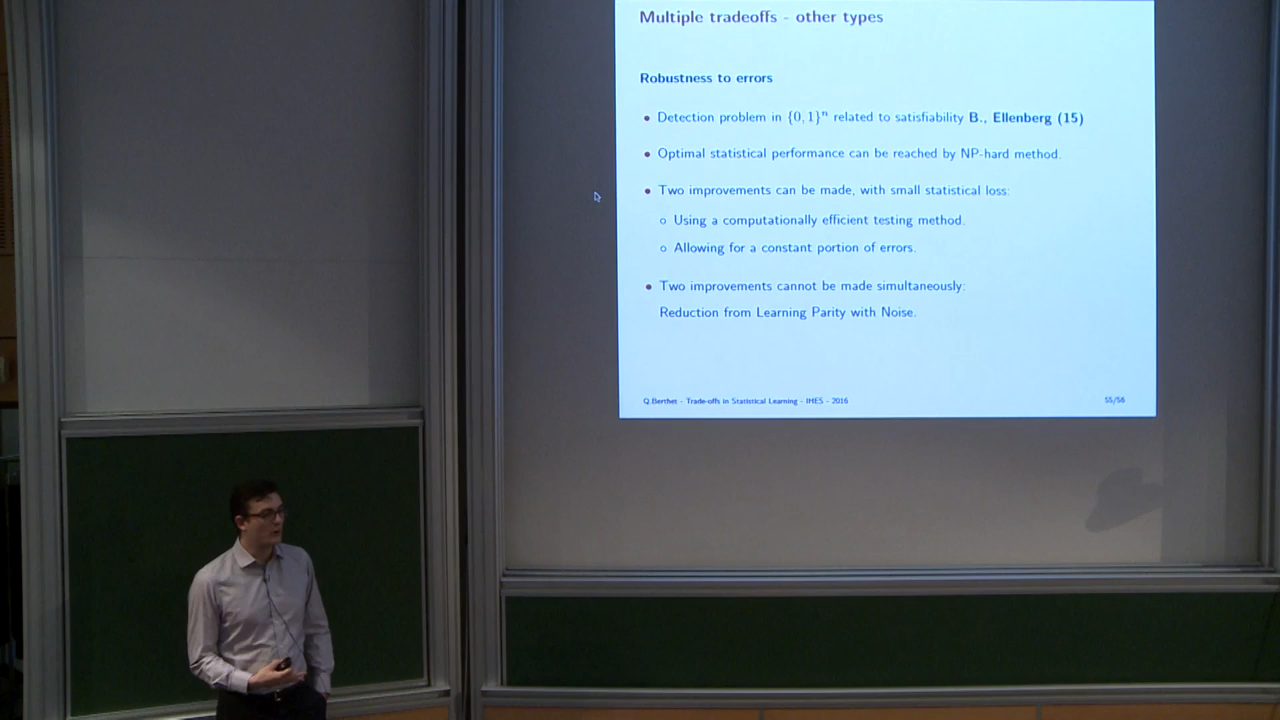 Multiple tradeoffs - other types
Robustness to errors
• Detection problem in {0, 1}ⁿ related to satisfiability B., Ellenberg (15)
• Optimal statistical performance can be reached by NP-hard method.
• Two improvements can be made, with small statistical loss:
○ Using a computationally efficient testing method.
○ Allowing for a constant portion of errors.
• Two improvements cannot be made simultaneously:
Reduction from Learning Parity with Noise.
Q.Berthet - Trade-offs in Statistical Learning - IHES - 2016
55/56